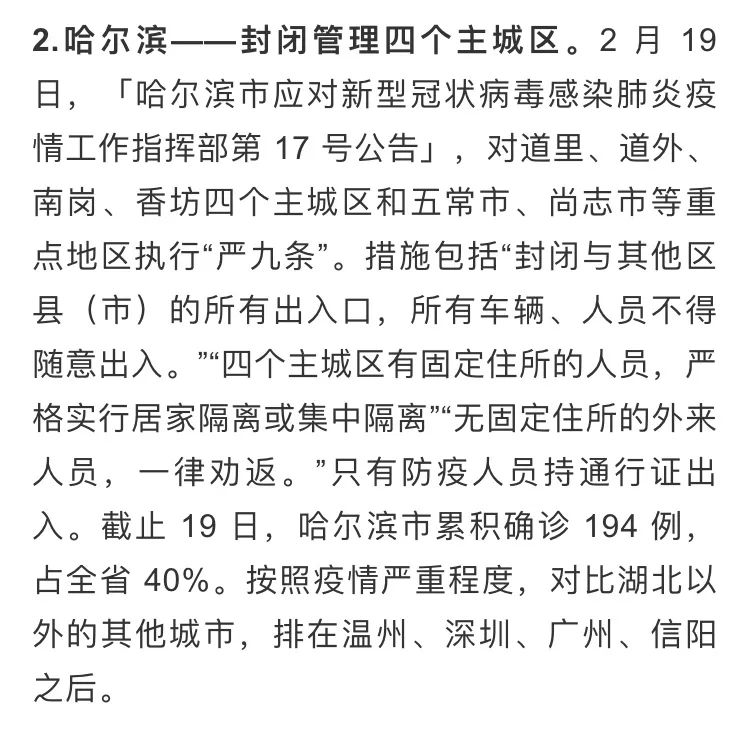 2.哈尔滨——封闭管理四个主城区。2 月 19
日，「哈尔滨市应对新型冠状病毒感染肺炎疫
情工作指挥部第 17 号公告」，对道里、道外、
南岗、香坊四个主城区和五常市、尚志市等重
点地区执行“严九条”。措施包括“封闭与其他区
县（市）的所有出入口，所有车辆、人员不得
随意出入。”“四个主城区有固定住所的人员，严
格实行居家隔离或集中隔离”“无固定住所的外来
人员，一律劝返。”只有防疫人员持通行证出
入。截止 19 日，哈尔滨市累积确诊 194 例，
占全省 40%。按照疫情严重程度，对比湖北以
外的其他城市，排在温州、深圳、广州、信阳
之后。